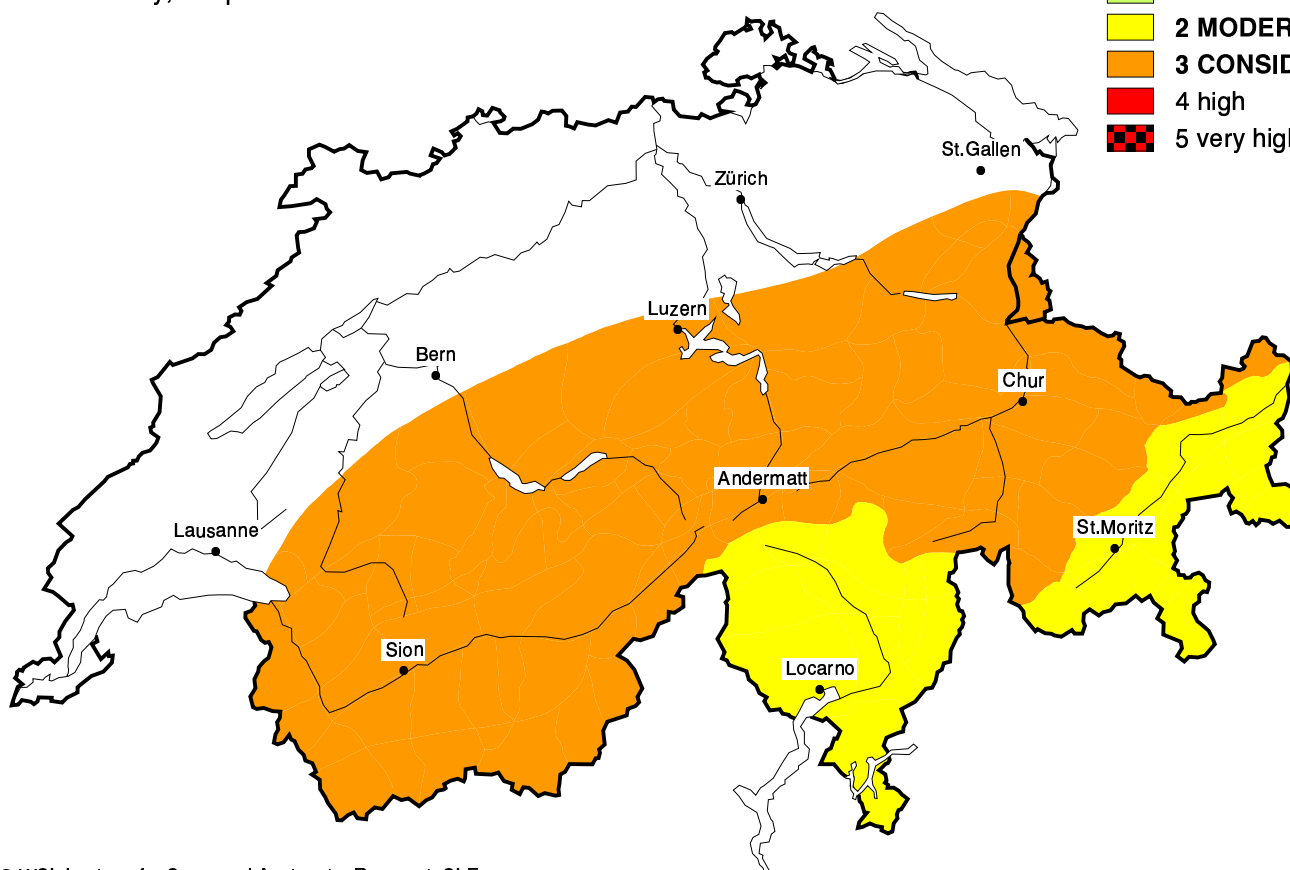 2 MODER
3 CONSID
4 high
5 very high
St.Gallen
Zürich
Luzern
Bern
Chur
Andermatt
Lausanne
St.Moritz
Sion
Locarno